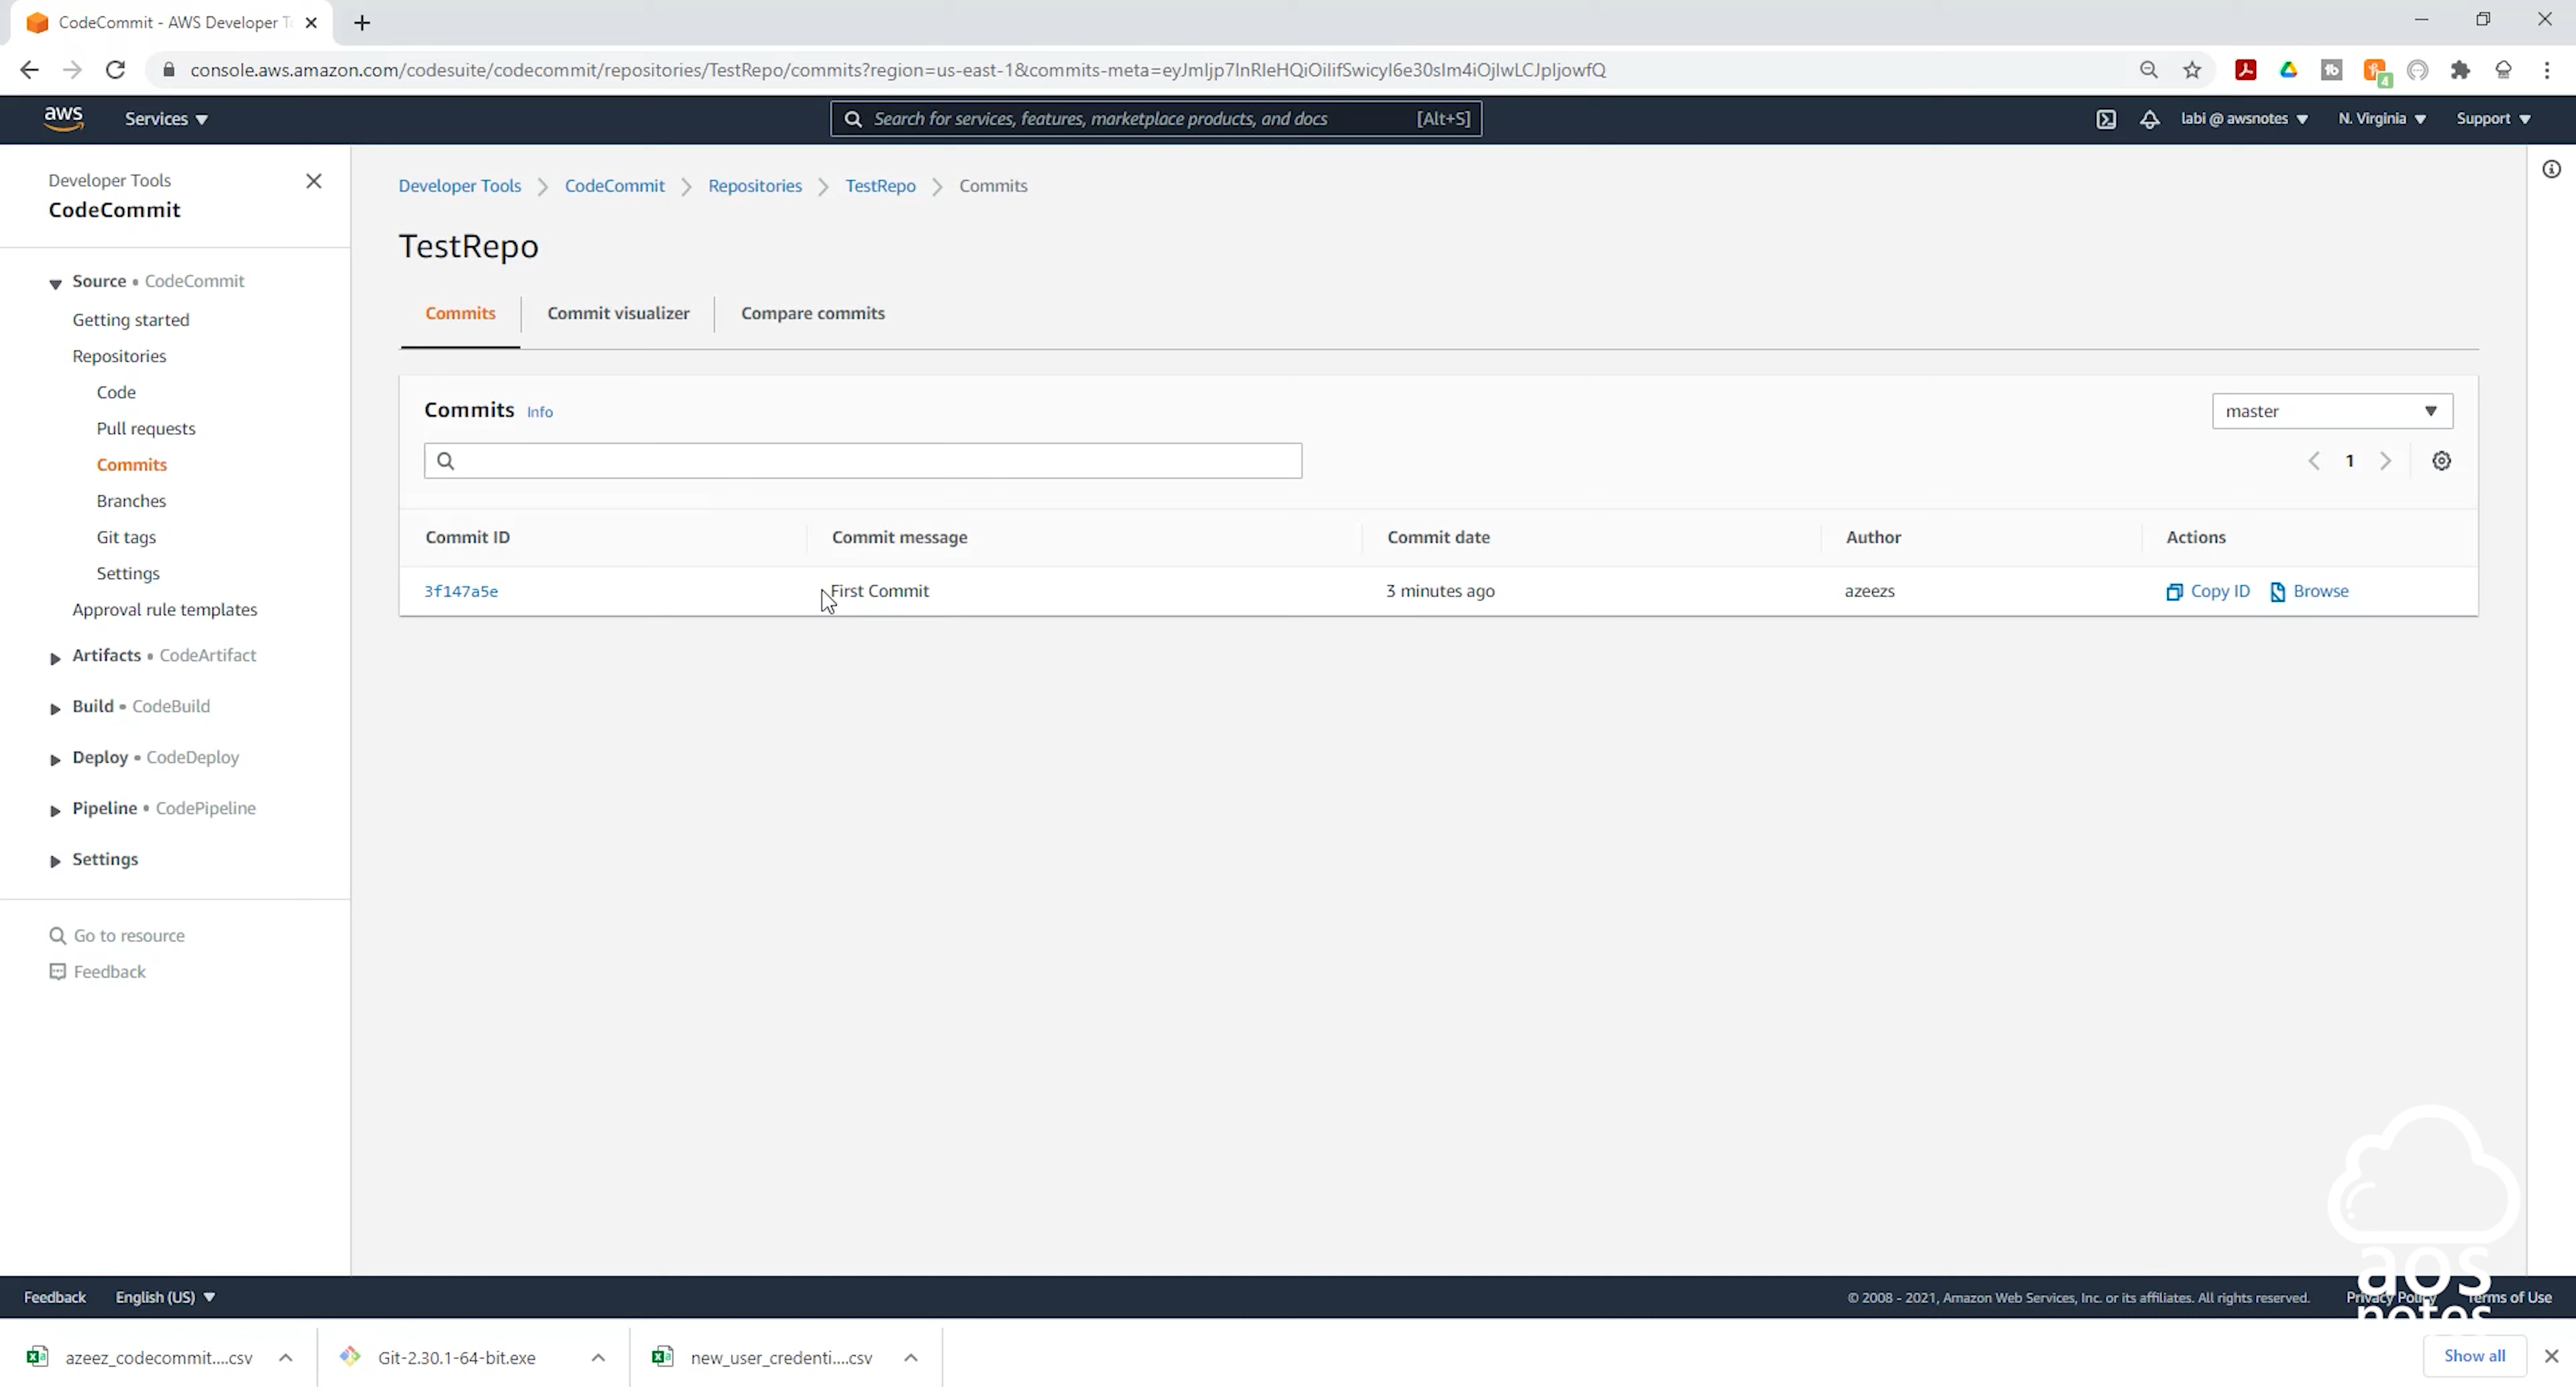 CodeCommit - AWS Developer T
console.aws.amazon.com/codesuite/codecommit/repositories/TestRepo/commits?region=us-east-1&commits-meta=
4
aws
Services
Search for services, features, marketplace products, and docs
[Alt+S]
labi @ awsnotes
N. Virginia
Support
Developer Tools
CodeCommit
Source • CodeCommit
Getting started
Repositories
Code
Pull requests
Commits
Branches
Git tags
Settings
Approval rule templates
Artifacts • CodeArtifact
Build • CodeBuild
Deploy • CodeDeploy
Pipeline • CodePipeline
Settings
Go to resource
Feedback
Developer Tools
CodeCommit
Repositories
TestRepo
Commits
TestRepo
Commits
Commit visualizer
Compare commits
Commits Info
master
1
Commit ID
Commit message
Commit date
Author
Actions
3f147a5e
First Commit
3 minutes ago
azeezs
Copy ID
Browse
aos
notes
Feedback
English (US)
© 2008 - 2021, Amazon Web Services, Inc. or its affiliates. All rights reserved.
Privacy Policy
Terms of Use
azeez_codecommit....csv
Git-2.30.1-64-bit.exe
new_user_credenti....csv
Show all